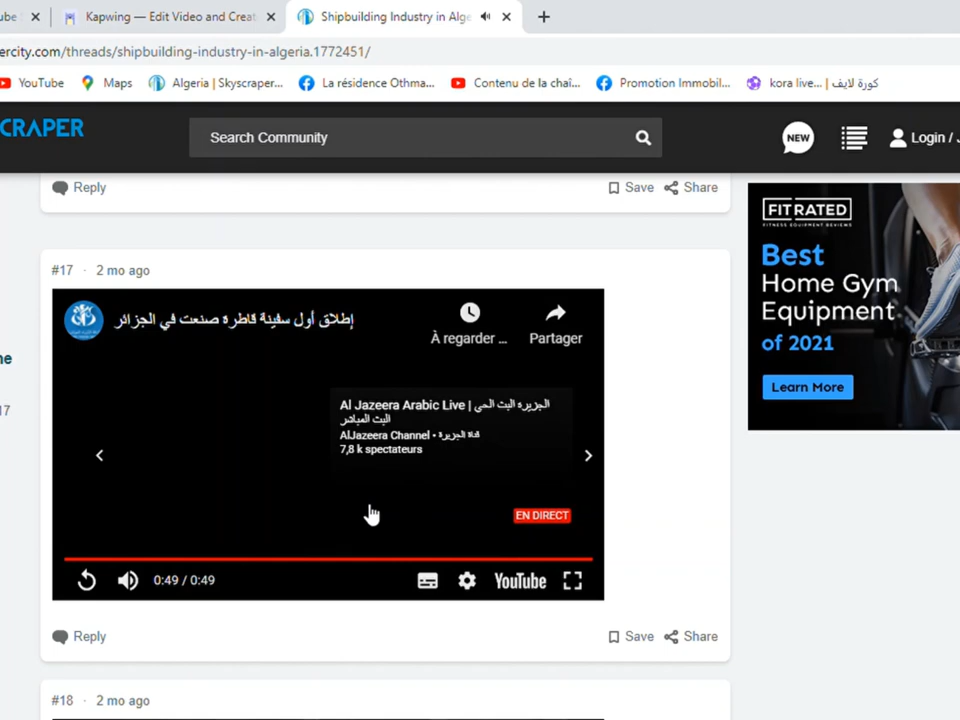 ube
Kapwing — Edit Video and Creat
Shipbuilding Industry in Alge
ercity.com/threads/shipbuilding-industry-in-algeria.1772451/
YouTube
Maps
Algeria | Skyscraper...
La résidence Othma...
Contenu de la chaî...
Promotion Immobil...
kora live... | كورة لايف
CRAPER
Search Community
NEW
Login /
Reply
Save
Share
FITRATED
FITNESS EQUIPMENT REVIEWS
Best
Home Gym
Equipment
of 2021
Learn More
#17 · 2 mo ago
إطلاق أول سفينة قاطرة صنعت في الجزائر
À regarder ...
Partager
Al Jazeera Arabic Live | الجزيرة البث الحي
البث المباشر
AlJazeera Channel • قناة الجزيرة
7,8 k spectateurs
EN DIRECT
0:49 / 0:49
YouTube
ne
17
Reply
Save
Share
#18 · 2 mo ago